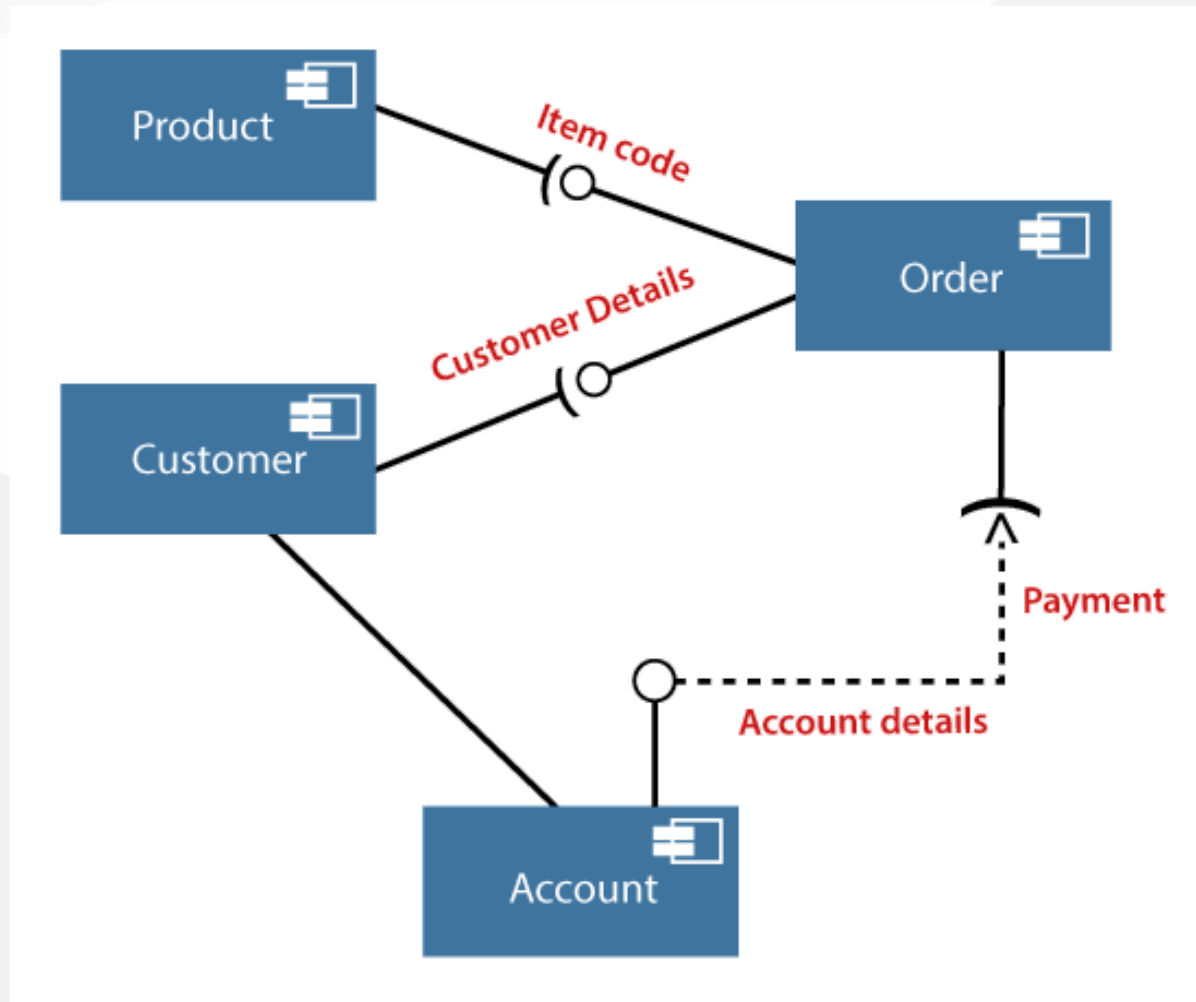 Product
Item code
Order
Customer Details
Customer
Payment
Account details
Account